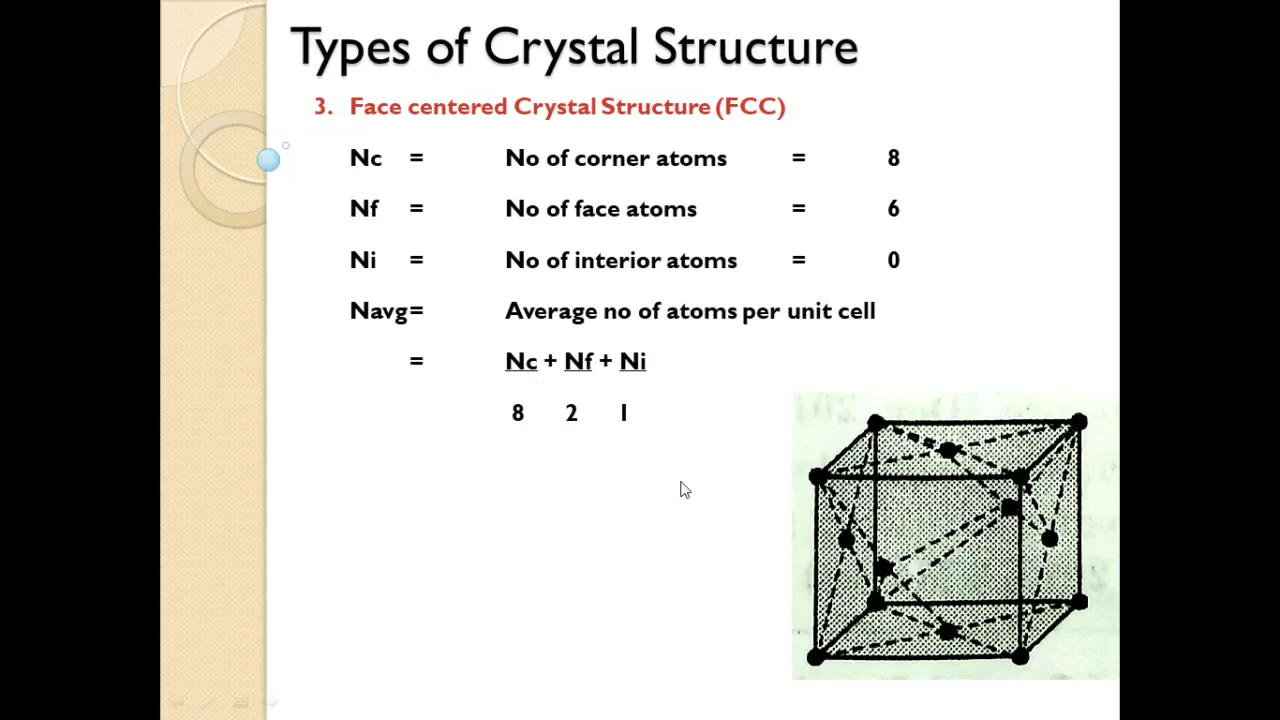 Types of Crystal Structure
3. Face centered Crystal Structure (FCC)
Nc = No of corner atoms = 8
Nf = No of face atoms = 6
Ni = No of interior atoms = 0
Navg= Average no of atoms per unit cell
= Nc + Nf + Ni
8 2 1